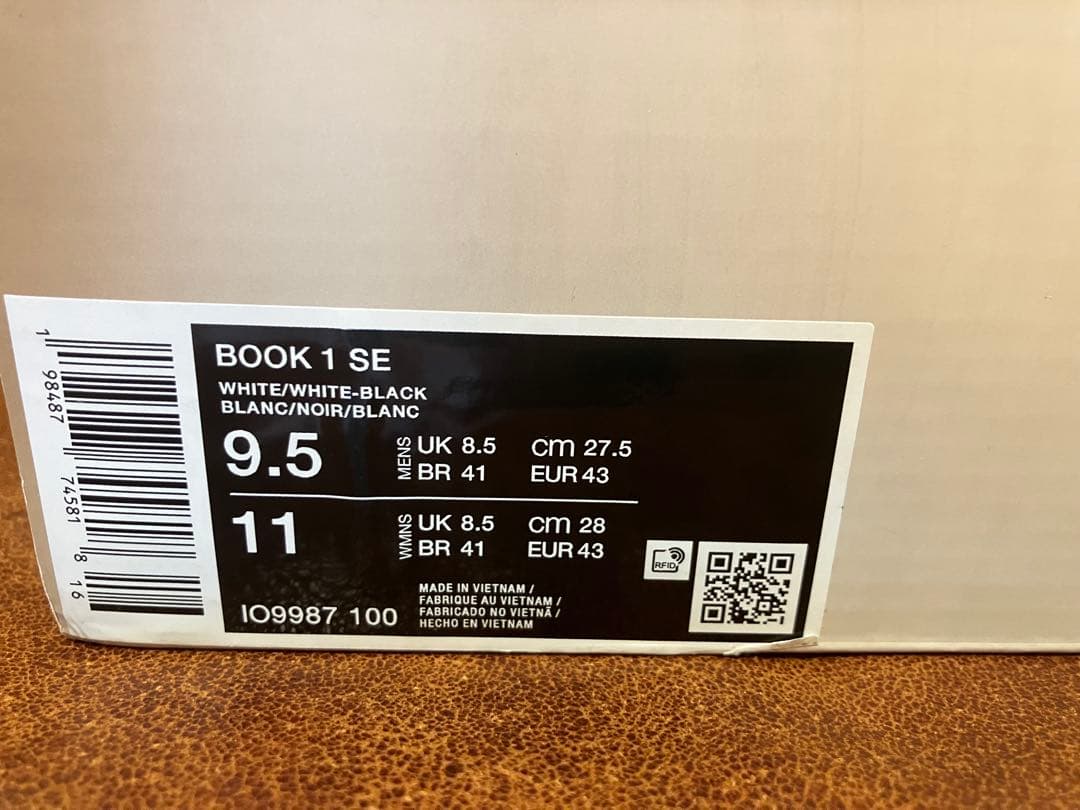 BOOK 1 SE
WHITE/WHITE-BLACK
BLANC/NOIR/BLANC
9.5 MENS UK 8.5 cm 27.5
BR 41 EUR 43
11 WMNS UK 8.5 cm 28
BR 41 EUR 43
IO9987 100
MADE IN VIETNAM /
FABRIQUE AU VIETNAM /
FABRICADO NO VIETNÃ /
HECHO EN VIETNAM
RFID
1 98487 74581 8 16